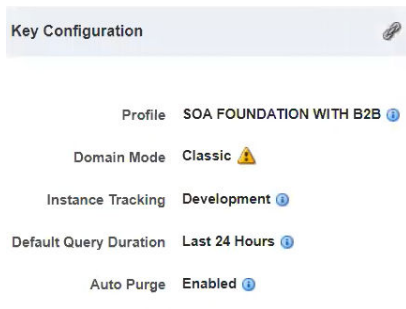 Key Configuration
Profile SOA FOUNDATION WITH B2B
Domain Mode Classic
Instance Tracking Development
Default Query Duration Last 24 Hours
Auto Purge Enabled